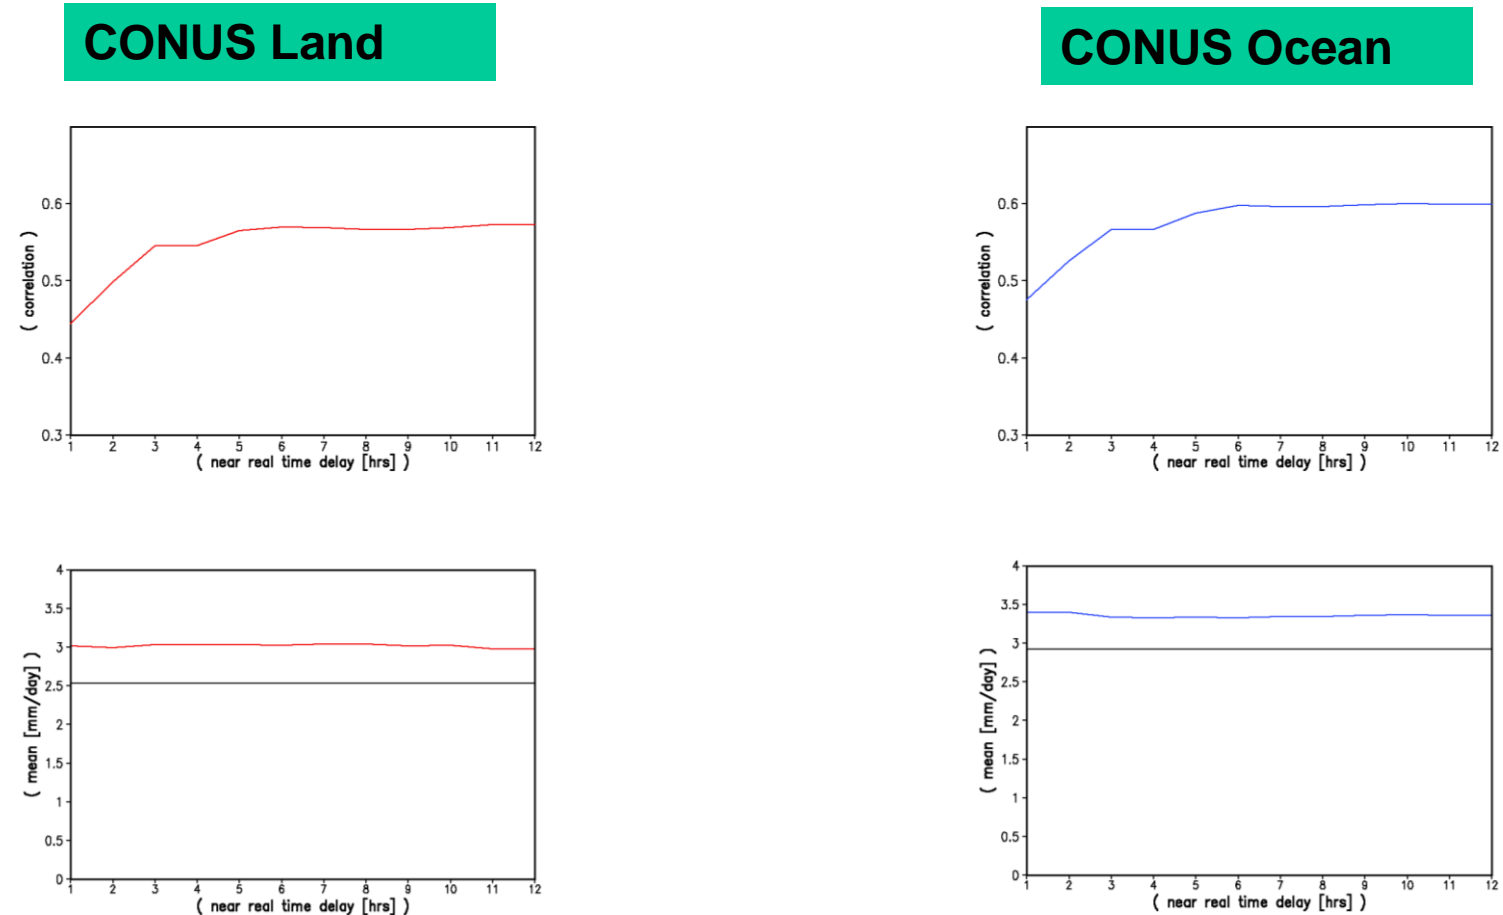 CONUS Land
CONUS Ocean
0.6
0.5
0.4
0.3
( correlation )
1 2 3 4 5 6 7 8 9 10 11 12
( near real time delay [hrs] )
0.6
0.5
0.4
0.3
( correlation )
1 2 3 4 5 6 7 8 9 10 11 12
( near real time delay [hrs] )
4
3.5
3
2.5
2
1.5
1
0.5
0
( mean [mm/day] )
1 2 3 4 5 6 7 8 9 10 11 12
( near real time delay [hrs] )
4
3.5
3
2.5
2
1.5
1
0.5
0
( mean [mm/day] )
1 2 3 4 5 6 7 8 9 10 11 12
( near real time delay [hrs] )